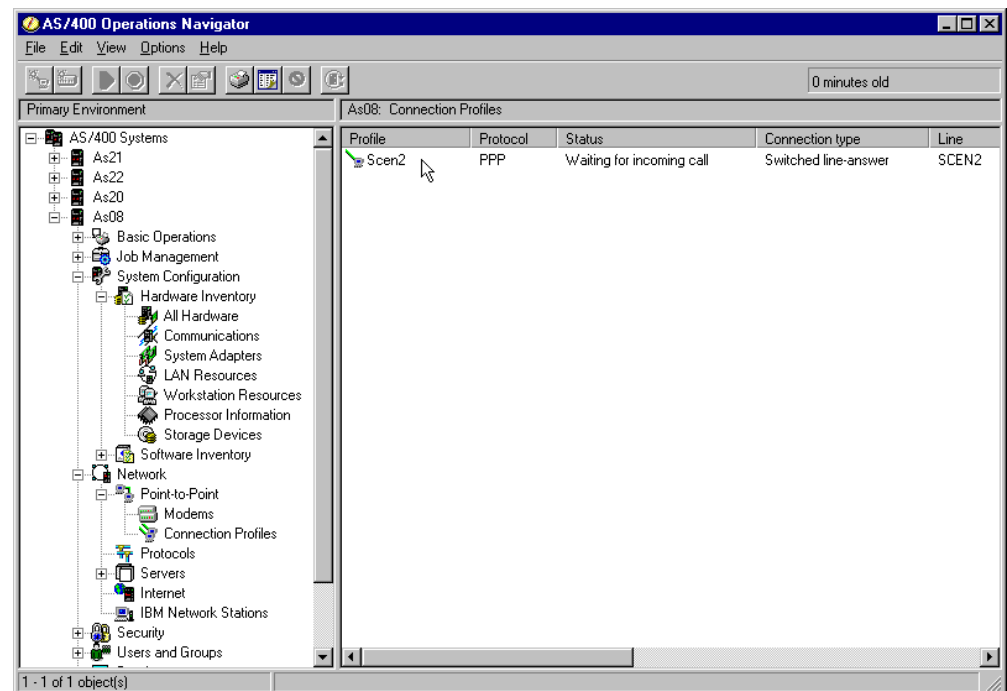 AS/400 Operations Navigator
File Edit View Options Help
0 minutes old
Primary Environment
As08: Connection Profiles
AS/400 Systems
As21
As22
As20
As08
Basic Operations
Job Management
System Configuration
Hardware Inventory
All Hardware
Communications
System Adapters
LAN Resources
Workstation Resources
Processor Information
Storage Devices
Software Inventory
Network
Point-to-Point
Modems
Connection Profiles
Protocols
Servers
Internet
IBM Network Stations
Security
Users and Groups
Profile Protocol Status Connection type Line
Scen2 PPP Waiting for incoming call Switched line-answer SCEN2
1 - 1 of 1 object(s)